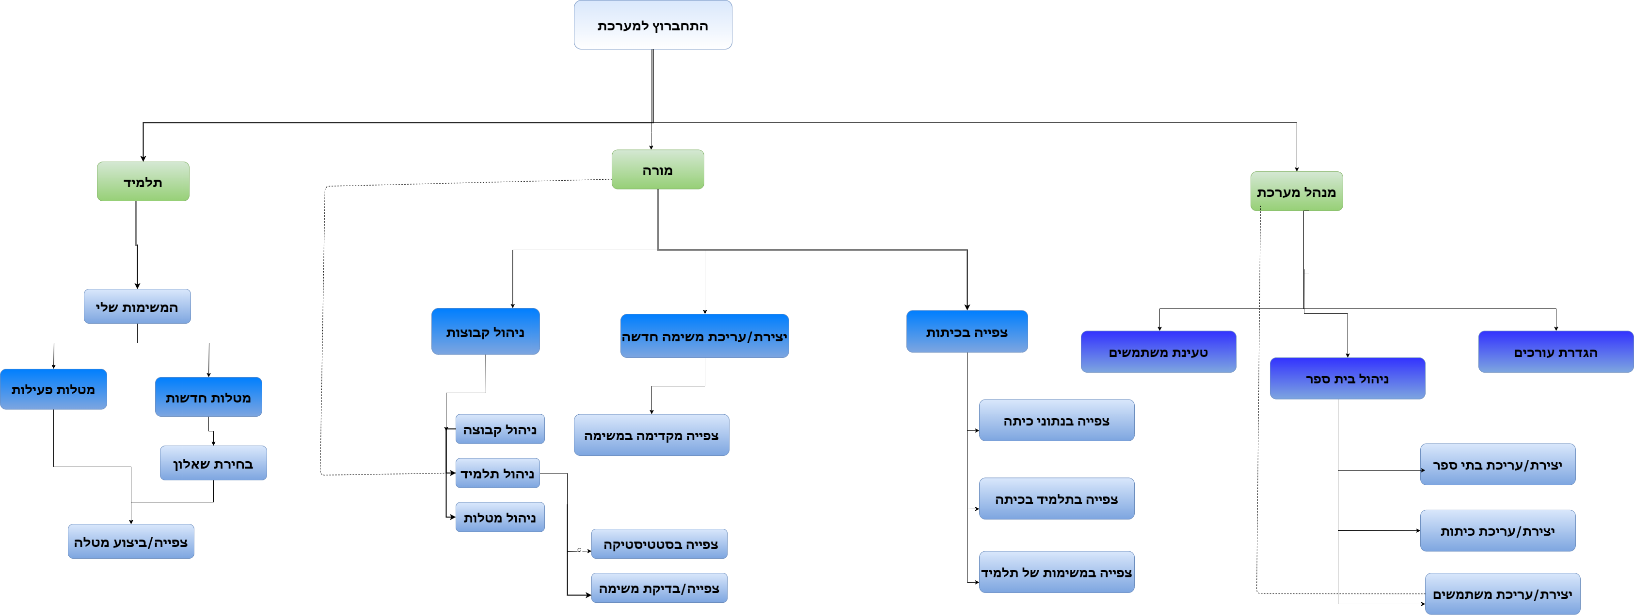 התחברוץ למערכת
מנהל מערכת
מורה
תלמיד
הגדרת עורכים
ניהול בית ספר
טעינת משתמשים
יצירת/עריכת בתי ספר
יצירת/עריכת כיתות
יצירת/עריכת משתמשים
צפייה בכיתות
צפייה בנתוני כיתה
צפייה בתלמיד בכיתה
צפייה במשימות של תלמיד
יצירת/עריכת משימה חדשה
צפייה מקדימה במשימה
ניהול קבוצות
ניהול קבוצה
ניהול תלמיד
ניהול מטלות
צפייה בסטטיסטיקה
צפייה/בדיקת משימה
המשימות שלי
מטלות חדשות
מטלות פעילות
בחירת שאלון
צפייה/ביצוע מטלה